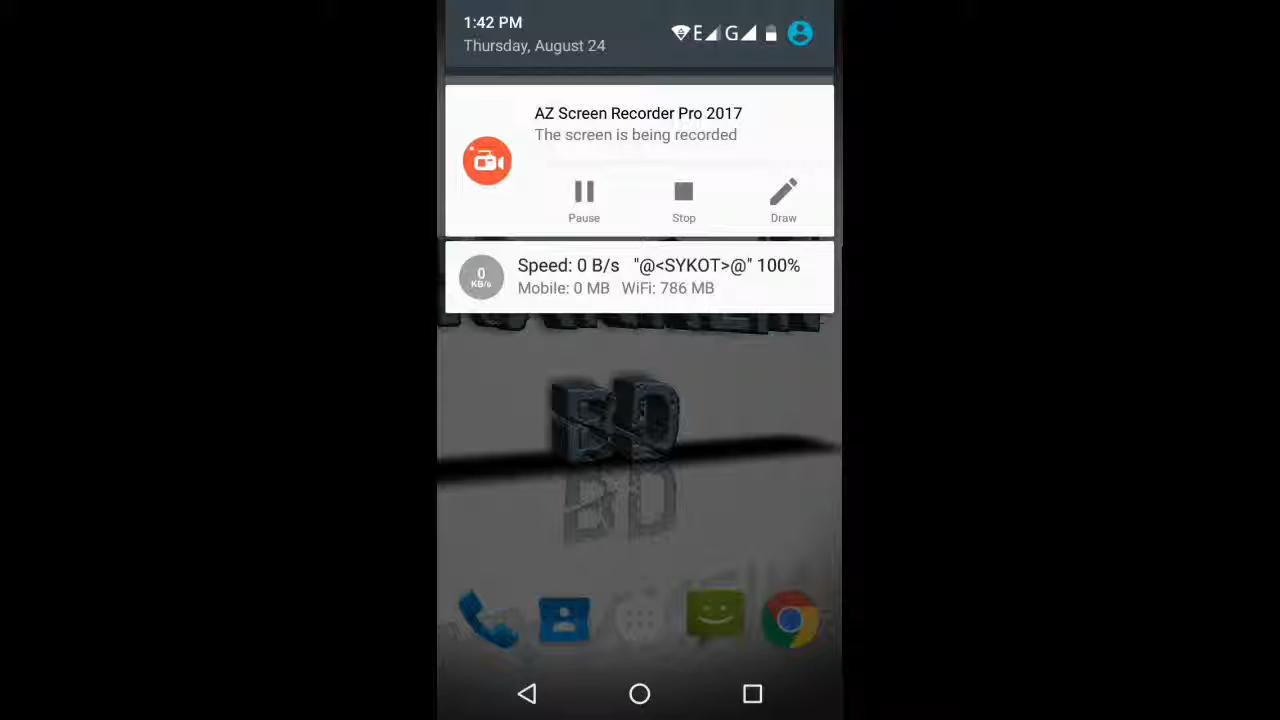 1:42 PM
Thursday, August 24
E G
AZ Screen Recorder Pro 2017
The screen is being recorded
Pause Stop Draw
0
KB/s
Speed: 0 B/s "@<SYKOT>@" 100%
Mobile: 0 MB WiFi: 786 MB
BD